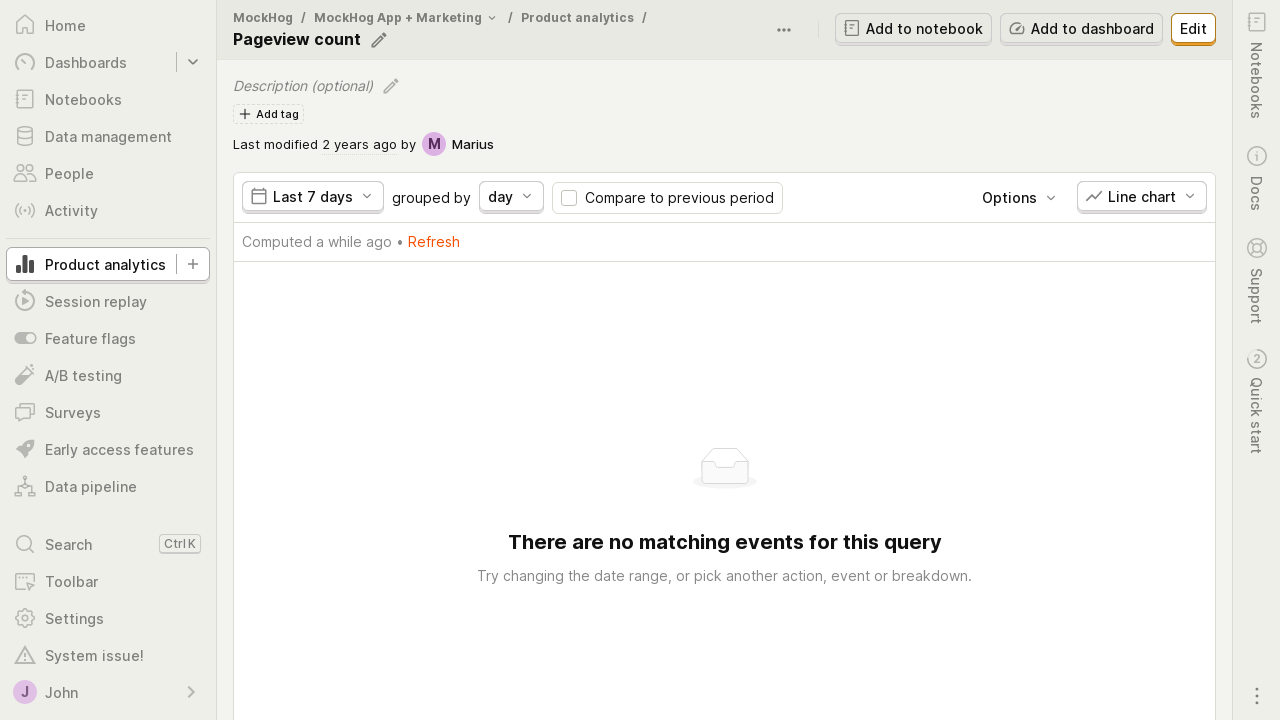 Home
Dashboards
Notebooks
Data management
People
Activity
Product analytics
Session replay
Feature flags
A/B testing
Surveys
Early access features
Data pipeline
Search Ctrl K
Toolbar
Settings
System issue!
J John
MockHog / MockHog App + Marketing / Product analytics /
Pageview count
Add to notebook
Add to dashboard
Edit
Description (optional)
Add tag
Last modified 2 years ago by M Marius
Last 7 days grouped by day Compare to previous period Options Line chart
Computed a while ago • Refresh
There are no matching events for this query
Try changing the date range, or pick another action, event or breakdown.
Notebooks
Docs
Support
2
Quick start